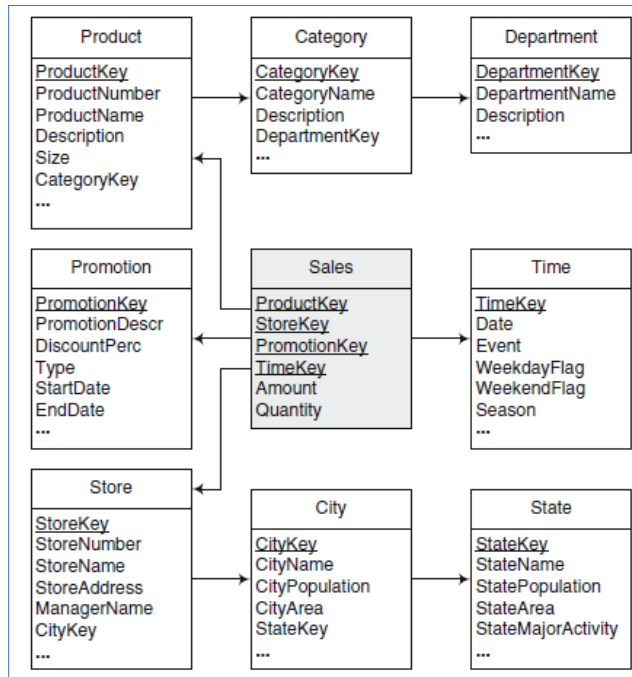 Product
ProductKey
ProductNumber
ProductName
Description
Size
CategoryKey
...
Category
CategoryKey
CategoryName
Description
DepartmentKey
...
Department
DepartmentKey
DepartmentName
Description
...
Promotion
PromotionKey
PromotionDescr
DiscountPerc
Type
StartDate
EndDate
...
Sales
ProductKey
StoreKey
PromotionKey
TimeKey
Amount
Quantity
Time
TimeKey
Date
Event
WeekdayFlag
WeekendFlag
Season
...
Store
StoreKey
StoreNumber
StoreName
StoreAddress
ManagerName
CityKey
...
City
CityKey
CityName
CityPopulation
CityArea
StateKey
...
State
StateKey
StateName
StatePopulation
StateArea
StateMajorActivity
...